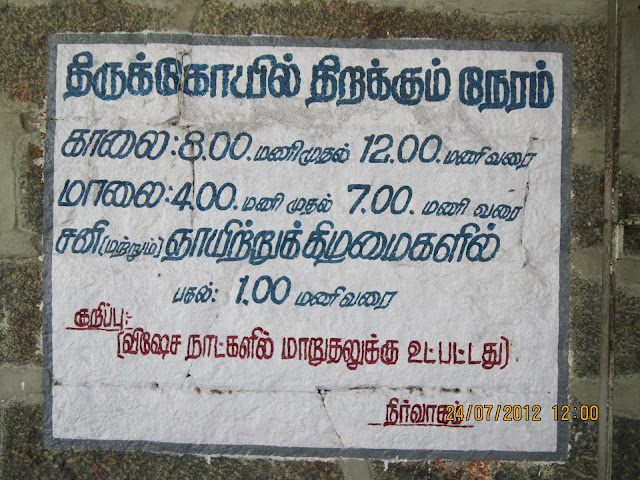 திருக்கோயில் திறக்கும் நேரம்
காலை: 8.00. மணி முதல் 12.00. மணி வரை
மாலை: 4.00. மணி முதல் 7.00. மணி வரை
சனி (மற்றும்) ஞாயிற்றுக்கிழமைகளில்
பகல்: 1.00 மணிவரை
குறிப்பு:-
(விஷேச நாட்களில் மாறுதலுக்கு உட்பட்டது)
நிர்வாகம்
24/07/2012 12:00